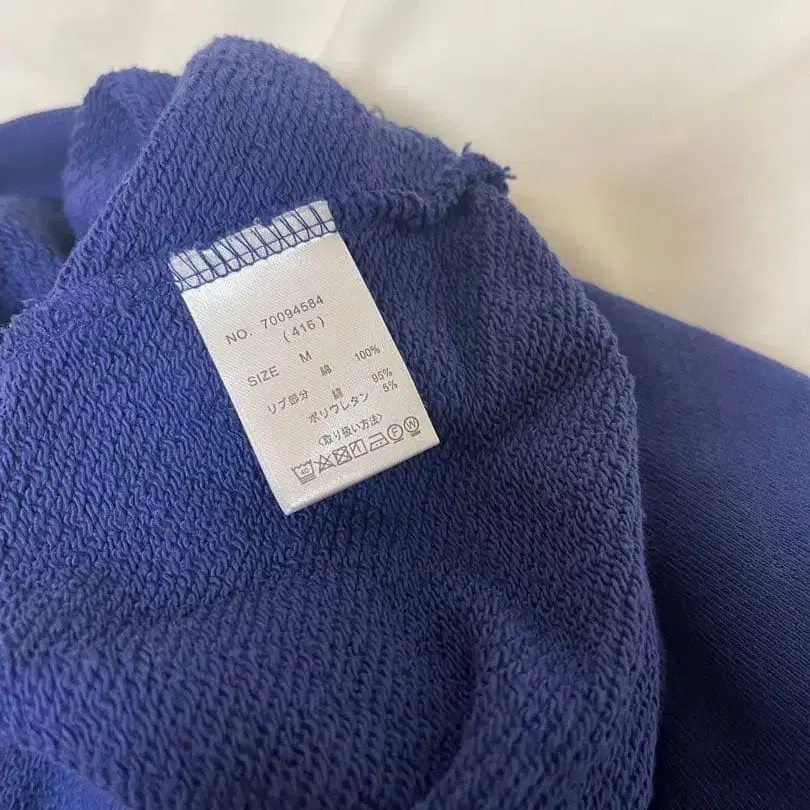 NO. 70094584
(416)
SIZE M
綿 100%
リブ部分 綿 95%
ポリウレタン 5%
〈取り扱い方法〉
40 F W